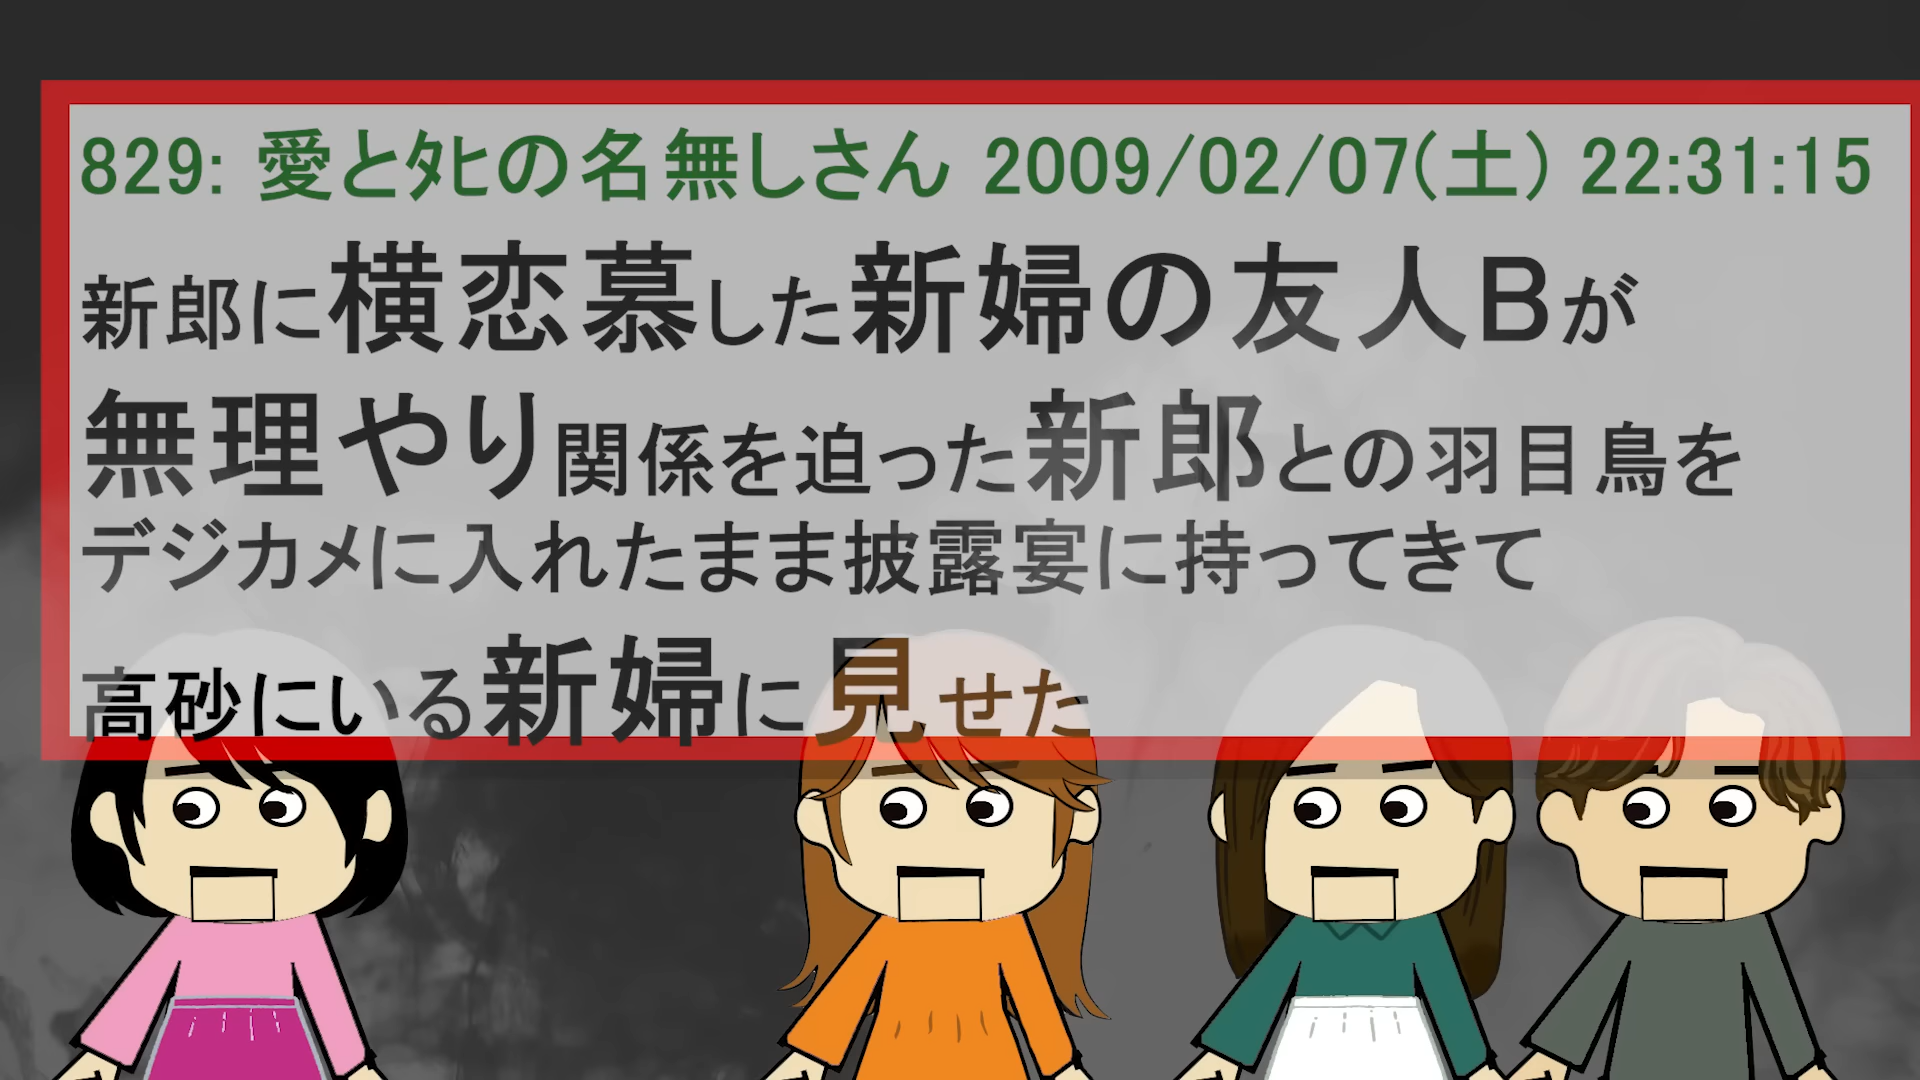 829: 愛とﾀﾋの名無しさん 2009/02/07(土) 22:31:15
新郎に横恋慕した新婦の友人Bが
無理やり関係を迫った新郎との羽目鳥を
デジカメに入れたまま披露宴に持ってきて
高砂にいる新婦に見せた